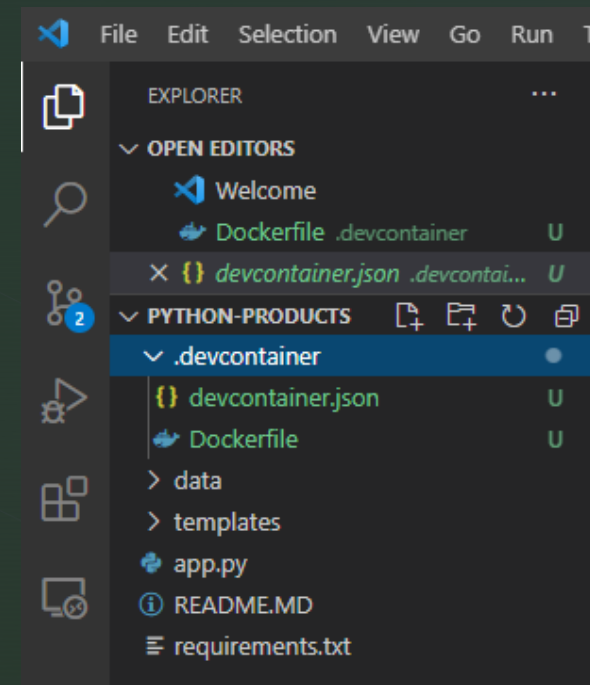 File Edit Selection View Go Run
EXPLORER ...
OPEN EDITORS
Welcome
Dockerfile .devcontainer U
{} devcontainer.json .devcontai... U
2
PYTHON-PRODUCTS
.devcontainer
{} devcontainer.json U
Dockerfile U
data
templates
app.py
README.MD
requirements.txt